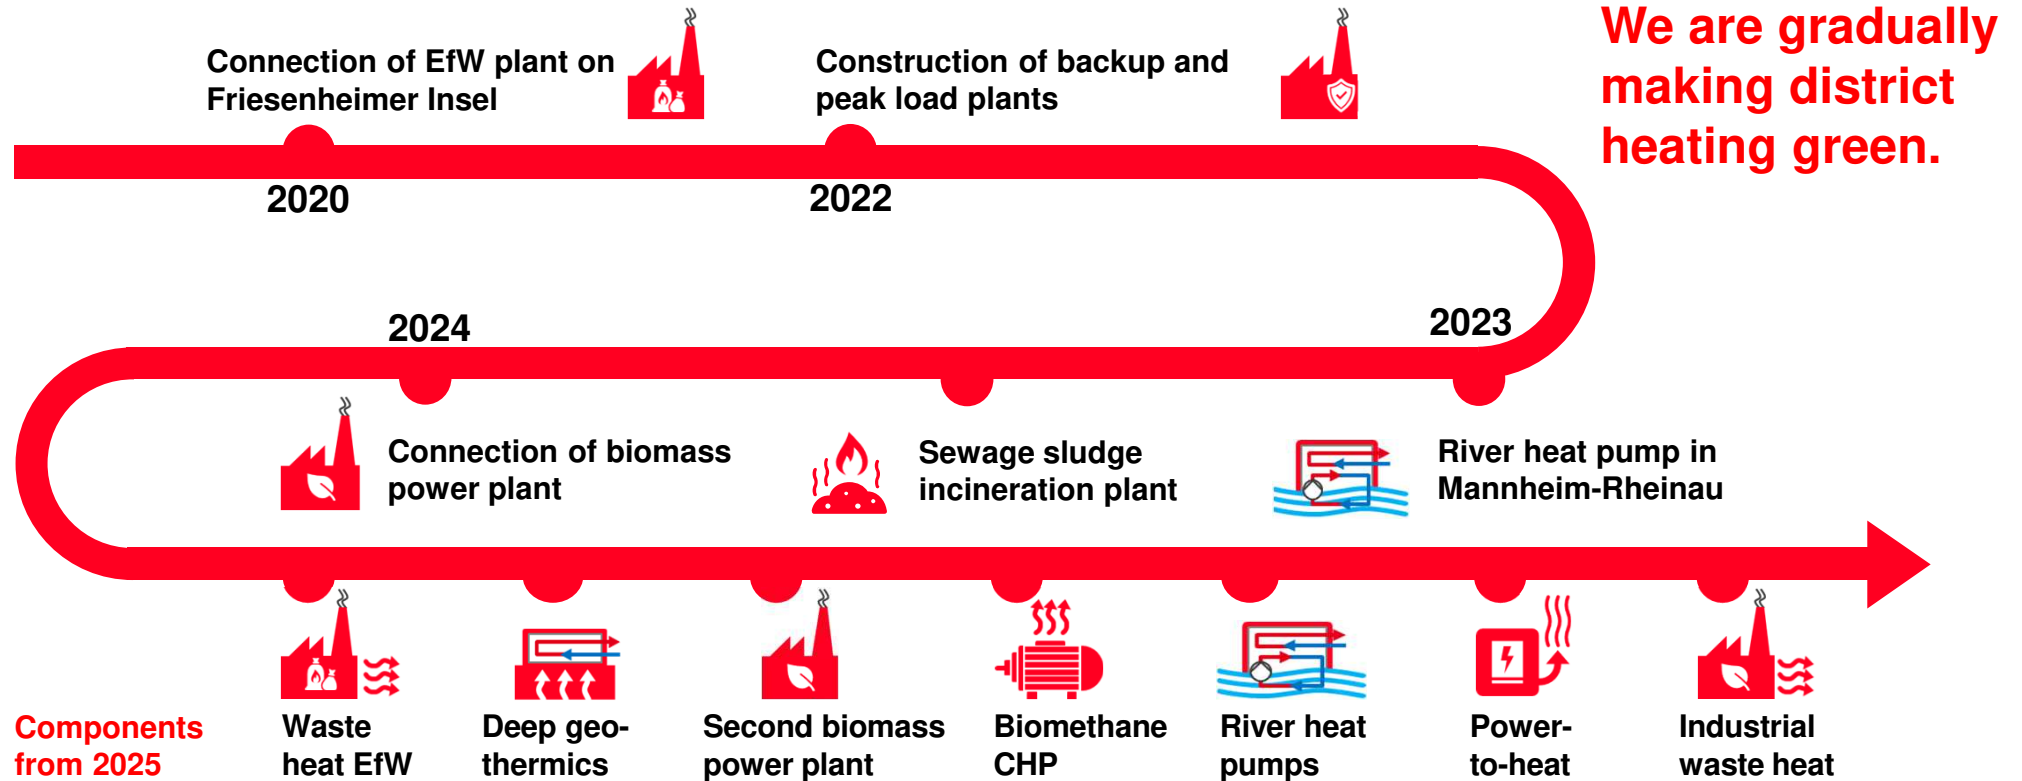 We are gradually
making district
heating green.
Connection of EfW plant on
Friesenheimer Insel
Construction of backup and
peak load plants
2020
2022
2023
2024
River heat pump in
Mannheim-Rheinau
Sewage sludge
incineration plant
Connection of biomass
power plant
Components
from 2025
Waste
heat EfW
Deep geo-
thermics
Second biomass
power plant
Biomethane
CHP
River heat
pumps
Power-
to-heat
Industrial
waste heat